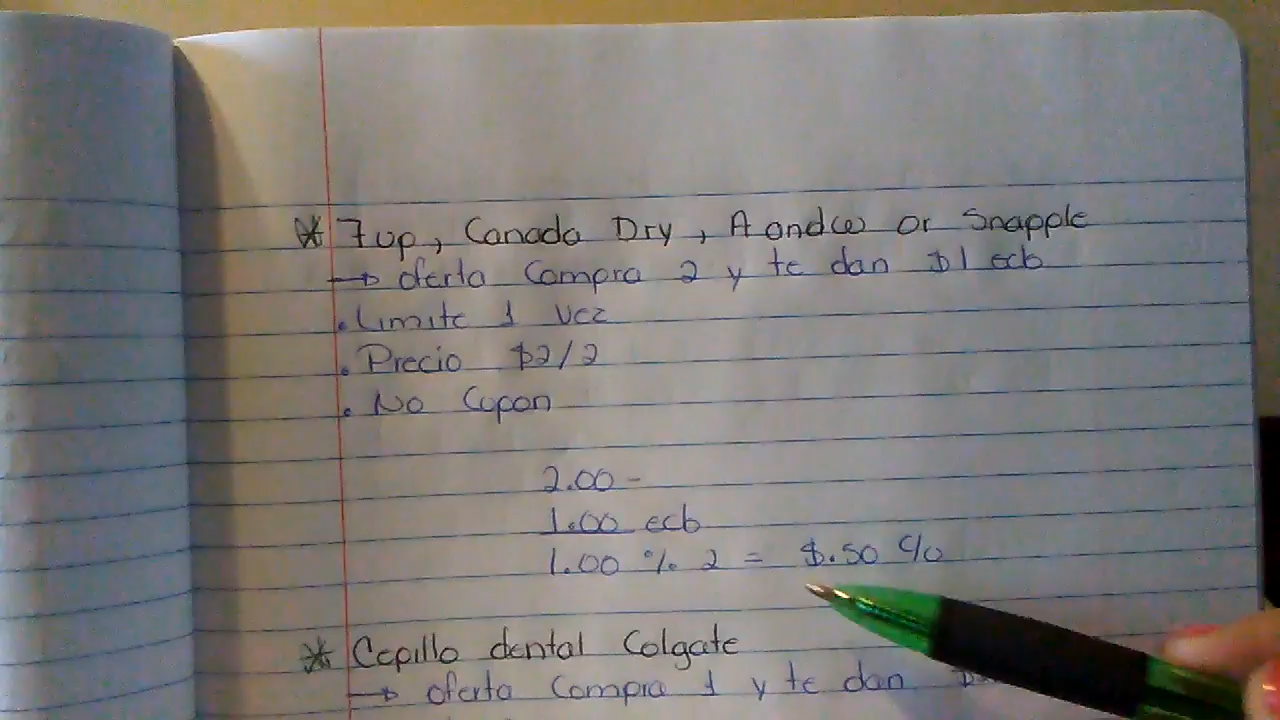 * 7up, Canada Dry, A andw or Snapple
→ oferta Compra 2 y te dan $1 ecb
. Limite 1 vez
. Precio $2/2
. No Cupon
2.00 -
1.00 ecb
1.00 % 2 = $.50 c/o
* Cepillo dental Colgate
→ oferta Compra 1 y te dan